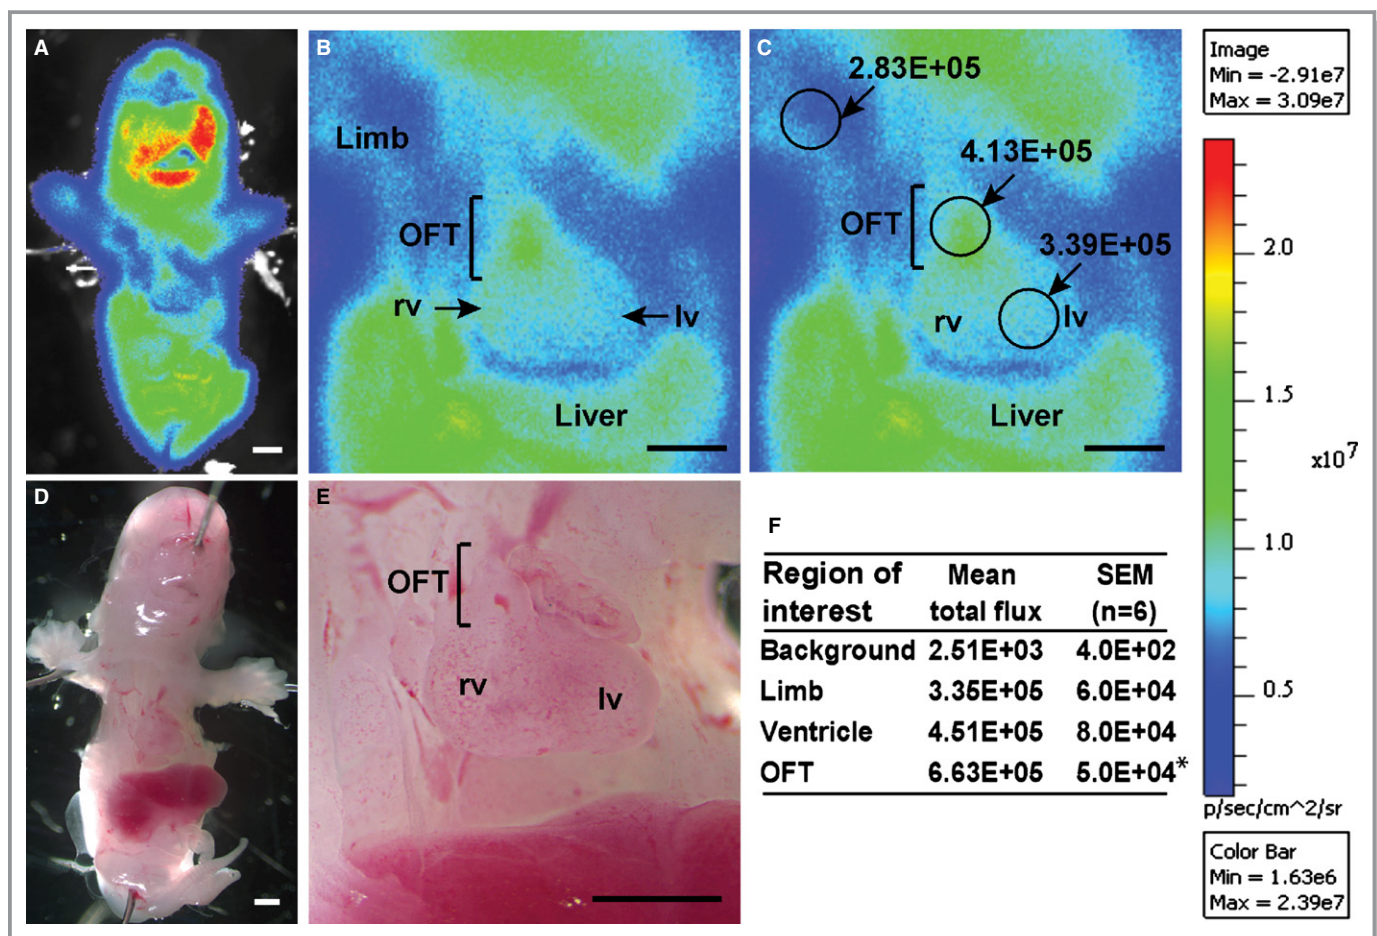 A
B
Limb
OFT
rv
lv
Liver
C
2.83E+05
4.13E+05
OFT
3.39E+05
rv
lv
Liver
Image
Min = -2.91e7
Max = 3.09e7
2.0
1.5
x10^7
1.0
0.5
p/sec/cm^2/sr
Color Bar
Min = 1.63e6
Max = 2.39e7
D
E
OFT
rv
lv
F
Region of interest Mean total flux SEM (n=6)
Background 2.51E+03 4.0E+02
Limb 3.35E+05 6.0E+04
Ventricle 4.51E+05 8.0E+04
OFT 6.63E+05 5.0E+04*